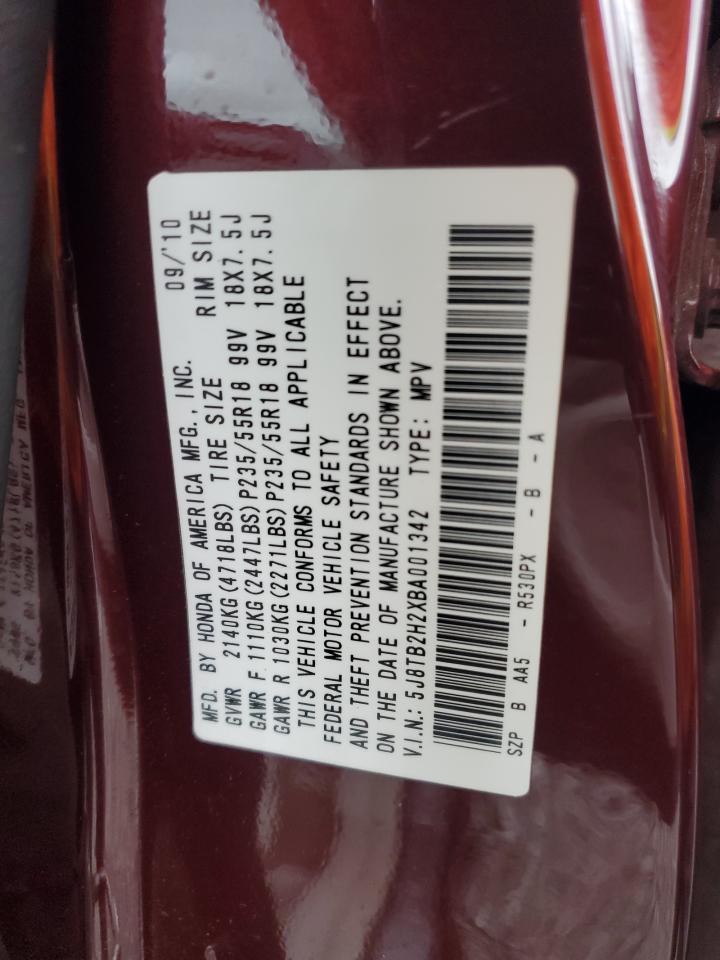 MFD. BY HONDA OF AMERICA MFG., INC. 09/'10
GVWR 2140KG(4718LBS) TIRE SIZE RIM SIZE
GAWR F 1110KG(2447LBS)P235/55R18 99V 18X7.5J
GAWR R 1030KG(2271LBS)P235/55R18 99V 18X7.5J
THIS VEHICLE CONFORMS TO ALL APPLICABLE
FEDERAL MOTOR VEHICLE SAFETY
AND THEFT PREVENTION STANDARDS IN EFFECT
ON THE DATE OF MANUFACTURE SHOWN ABOVE.
V.I.N.: 5J8TB2H2XBA001342 TYPE: MPV
SZP B AA5 - R530PX - B - A